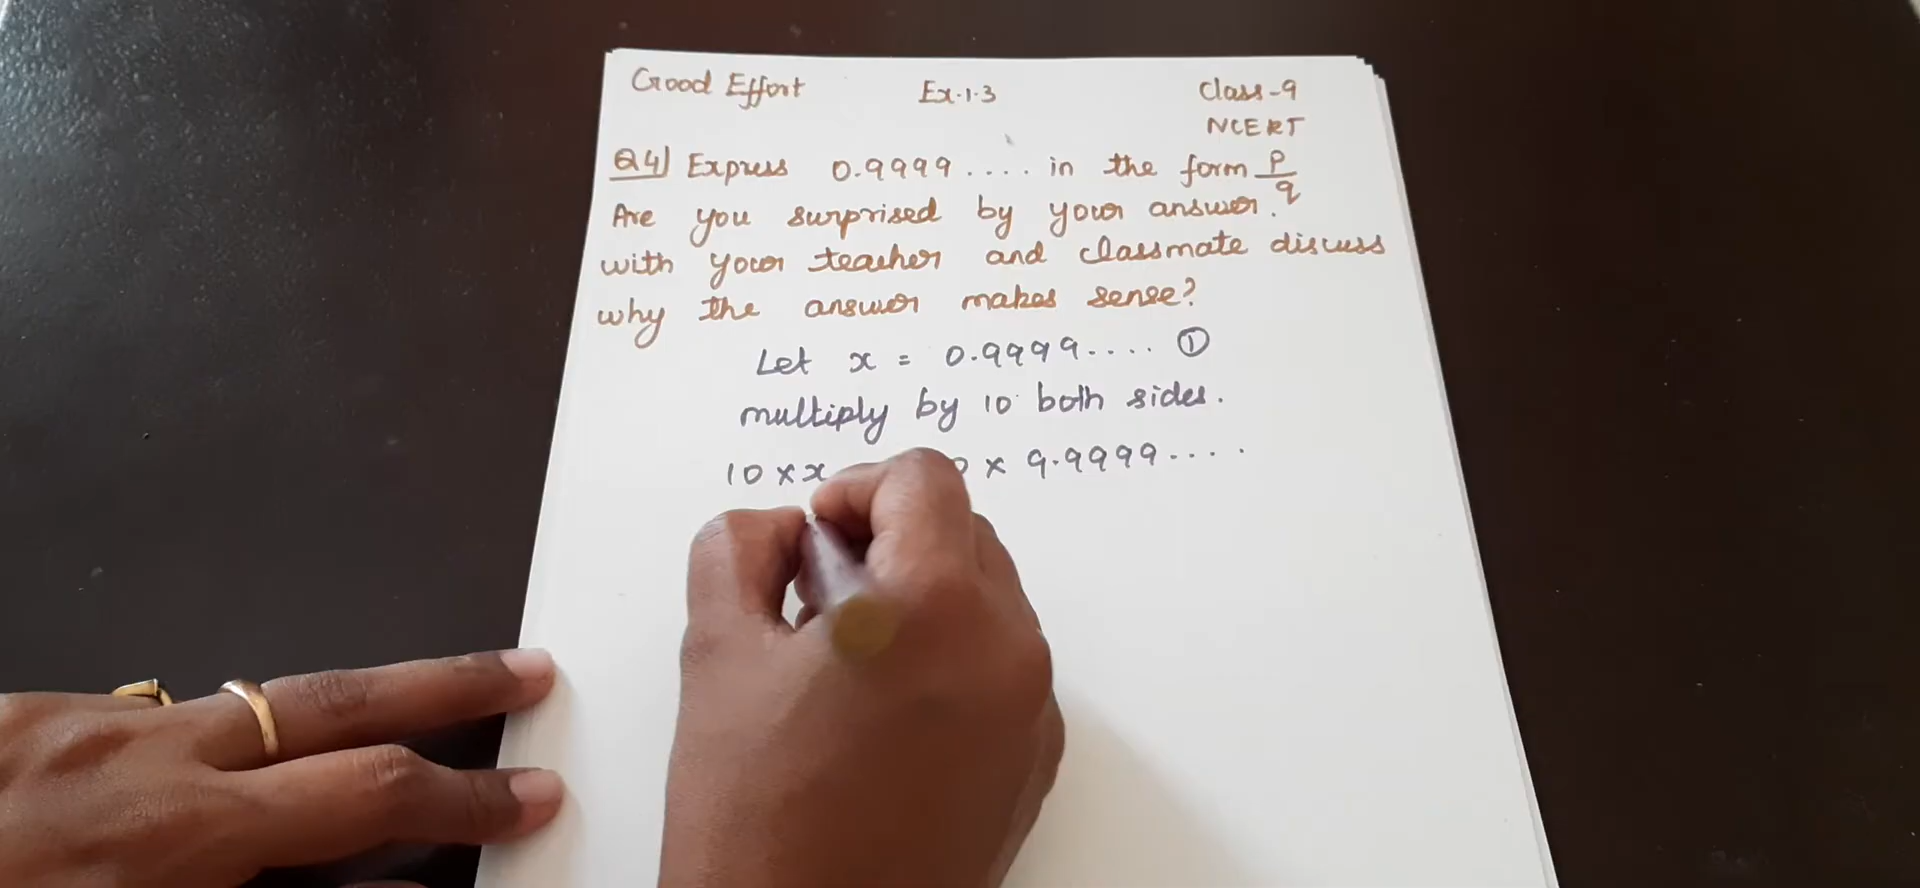 Good Effort Ex.1.3 Class-9
NCERT
Q4) Express 0.9999.... in the form p/q
Are you surprised by your answer.
with your teacher and classmate discuss
why the answer makes sense?
Let x = 0.9999.... ①
multiply by 10 both sides.
10 × x × 9.9999....